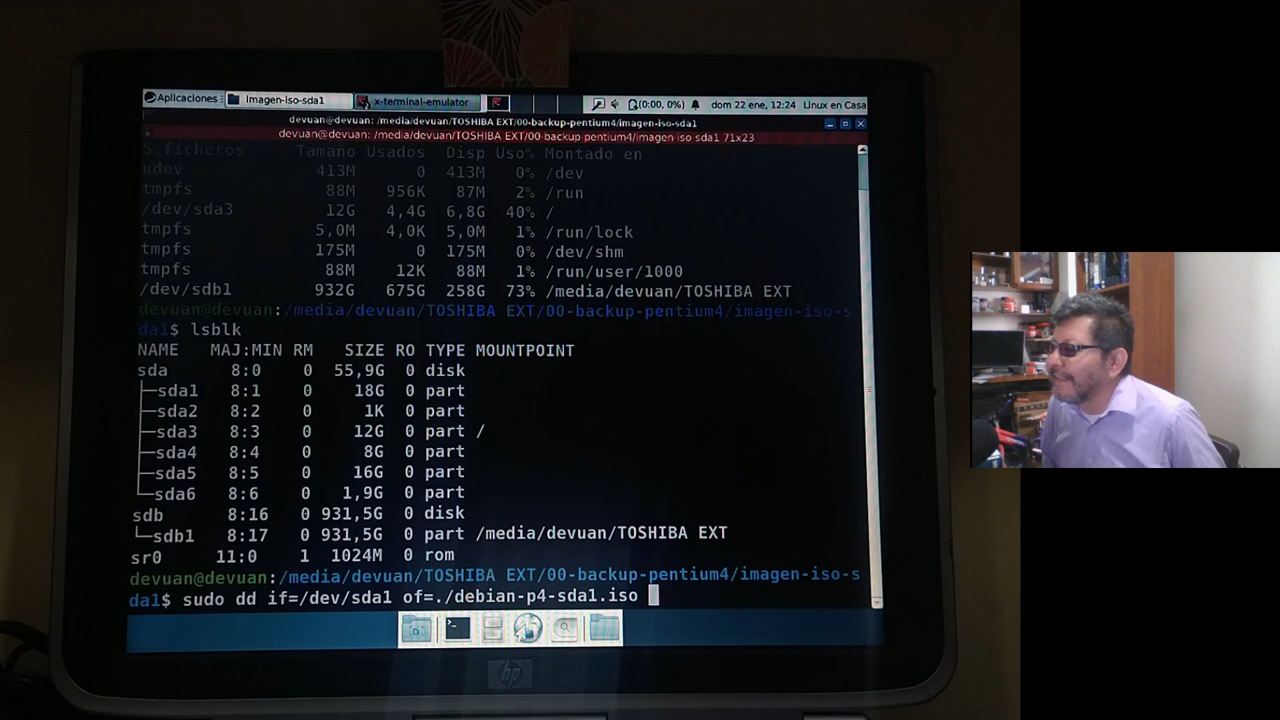 Aplicaciones Imagen-iso-sda1 x-terminal-emulator (0:00, 0%) dom 22 ene, 12:24 Linux en Casa
devuan@devuan: /media/devuan/TOSHIBA EXT/00-backup-pentium4/imagen-iso-sda1
devuan@devuan: /media/devuan/TOSHIBA EXT/00-backup-pentium4/imagen-iso-sda1 71x23
S.ficheros Tamaño Usados Disp Uso% Montado en
udev 413M 0 413M 0% /dev
tmpfs 88M 956K 87M 2% /run
/dev/sda3 12G 4,4G 6,8G 40% /
tmpfs 5,0M 4,0K 5,0M 1% /run/lock
tmpfs 175M 0 175M 0% /dev/shm
tmpfs 88M 12K 88M 1% /run/user/1000
/dev/sdb1 932G 675G 258G 73% /media/devuan/TOSHIBA EXT
devuan@devuan:/media/devuan/TOSHIBA EXT/00-backup-pentium4/imagen-iso-s
da1$ lsblk
NAME MAJ:MIN RM SIZE RO TYPE MOUNTPOINT
sda 8:0 0 55,9G 0 disk
├─sda1 8:1 0 18G 0 part
├─sda2 8:2 0 1K 0 part
├─sda3 8:3 0 12G 0 part /
├─sda4 8:4 0 8G 0 part
├─sda5 8:5 0 16G 0 part
└─sda6 8:6 0 1,9G 0 part
sdb 8:16 0 931,5G 0 disk
└─sdb1 8:17 0 931,5G 0 part /media/devuan/TOSHIBA EXT
sr0 11:0 1 1024M 0 rom
devuan@devuan:/media/devuan/TOSHIBA EXT/00-backup-pentium4/imagen-iso-s
da1$ sudo dd if=/dev/sda1 of=./debian-p4-sda1.iso
hp